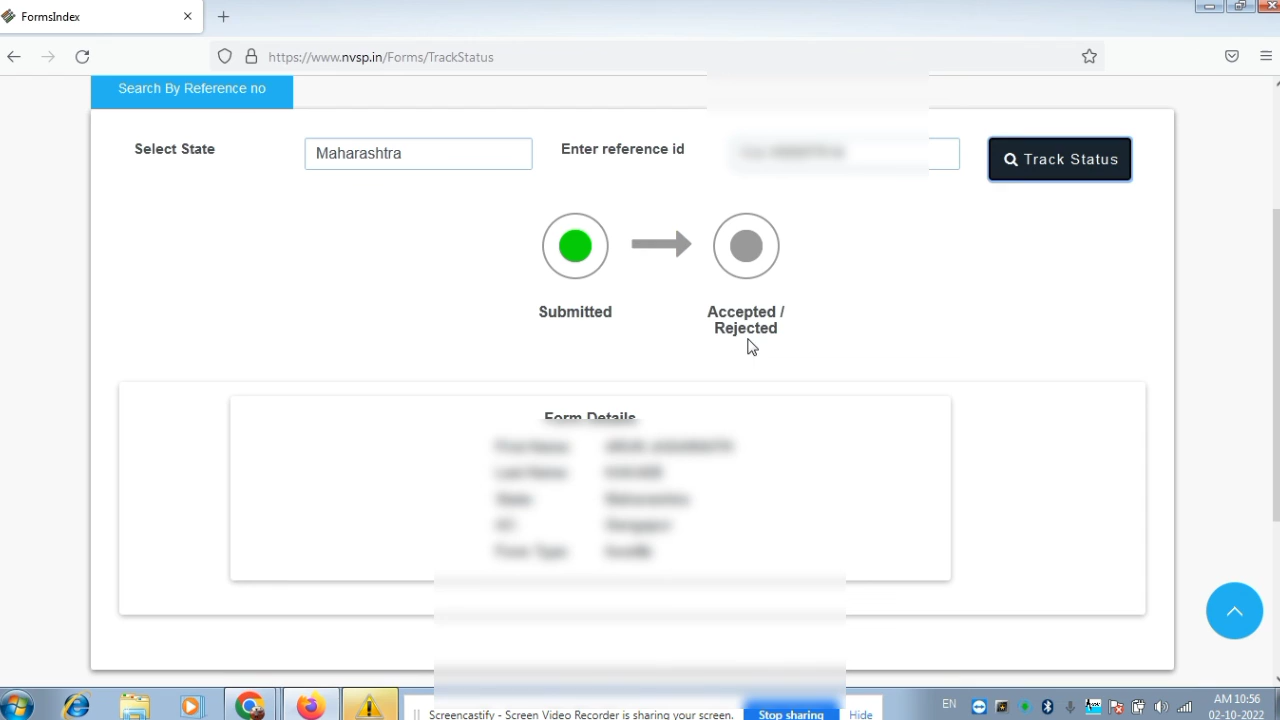 FormsIndex
https://www.nvsp.in/Forms/TrackStatus
Search By Reference no
Select State
Maharashtra
Enter reference id
Track Status
Submitted
Accepted /
Rejected
Form Details
Screencastify - Screen Video Recorder is sharing your screen.
Stop sharing
Hide
EN
AM 10:56
02-10-2022